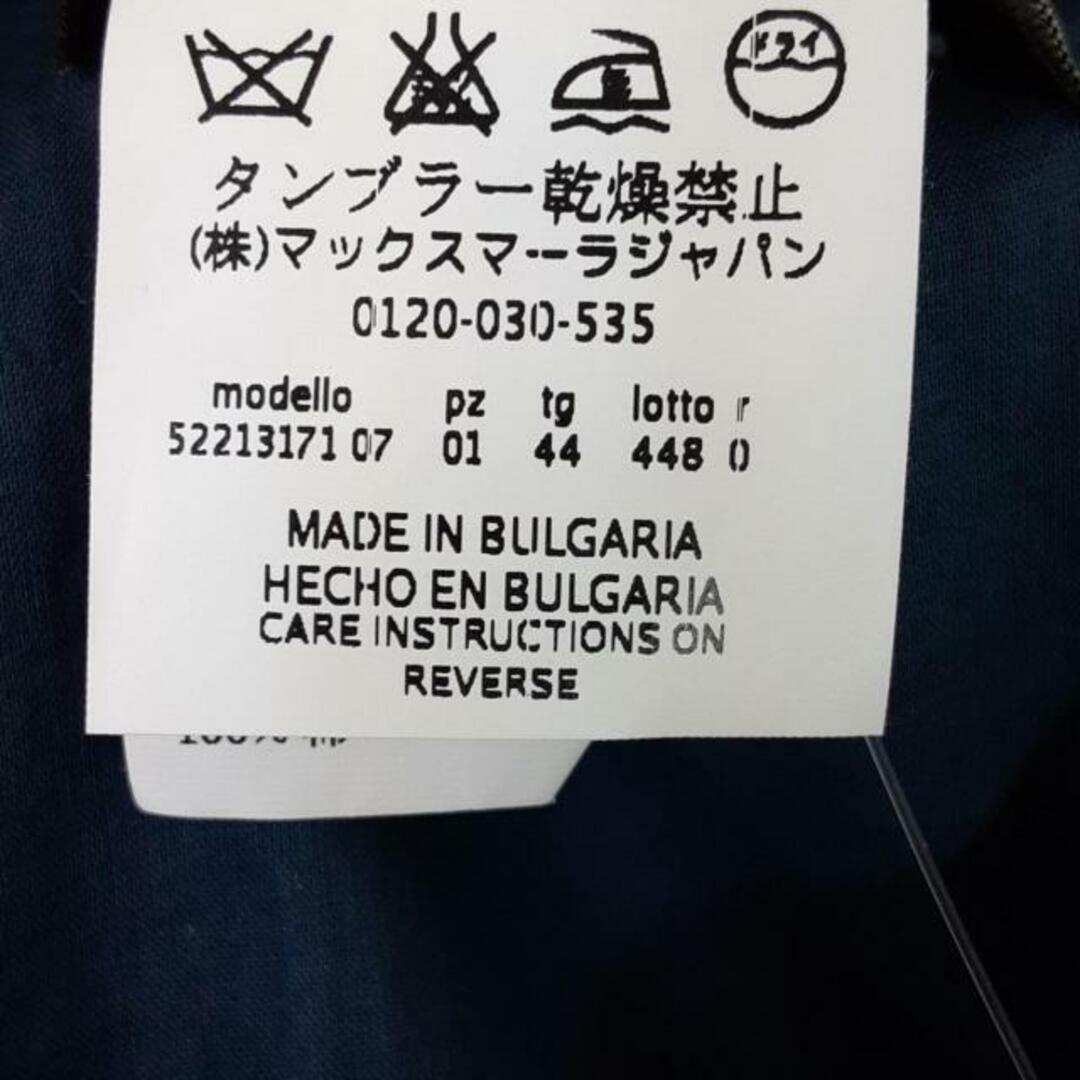 ドライ
タンブラー乾燥禁止
(株)マックスマーラジャパン
0120-030-535
modello pz tg lotto r
52213171 07 01 44 448 0
MADE IN BULGARIA
HECHO EN BULGARIA
CARE INSTRUCTIONS ON
REVERSE